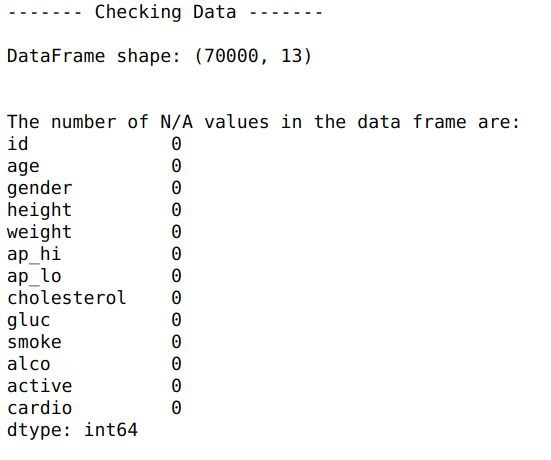 ------- Checking Data -------
DataFrame shape: (70000, 13)
The number of N/A values in the data frame are:
id             0
age            0
gender         0
height         0
weight         0
ap_hi          0
ap_lo          0
cholesterol    0
gluc           0
smoke          0
alco           0
active         0
cardio         0
dtype: int64